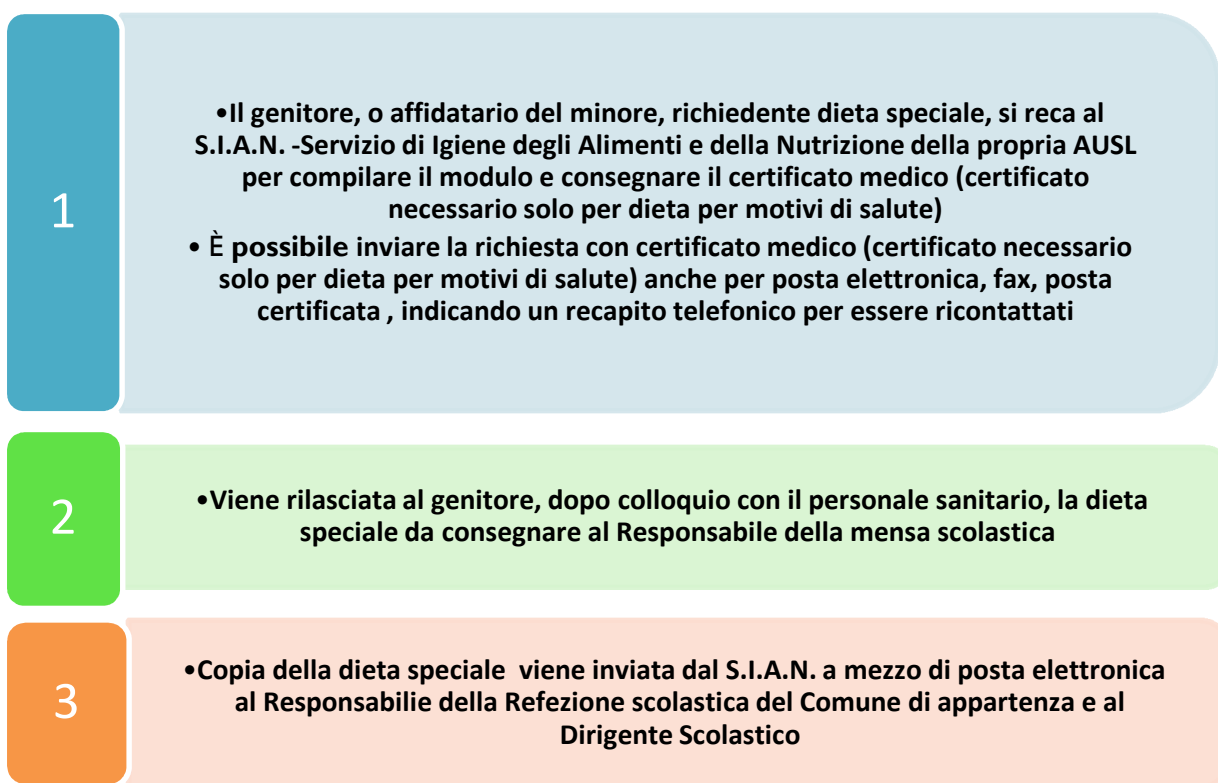 1
•Il genitore, o affidatario del minore, richiedente dieta speciale, si reca al
S.I.A.N. -Servizio di Igiene degli Alimenti e della Nutrizione della propria AUSL
per compilare il modulo e consegnare il certificato medico (certificato
necessario solo per dieta per motivi di salute)
• È possibile inviare la richiesta con certificato medico (certificato necessario
solo per dieta per motivi di salute) anche per posta elettronica, fax, posta
certificata , indicando un recapito telefonico per essere ricontattati
2
•Viene rilasciata al genitore, dopo colloquio con il personale sanitario, la dieta
speciale da consegnare al Responsabile della mensa scolastica
3
•Copia della dieta speciale  viene inviata dal S.I.A.N. a mezzo di posta elettronica
al Responsabilie della Refezione scolastica del Comune di appartenza e al
Dirigente Scolastico